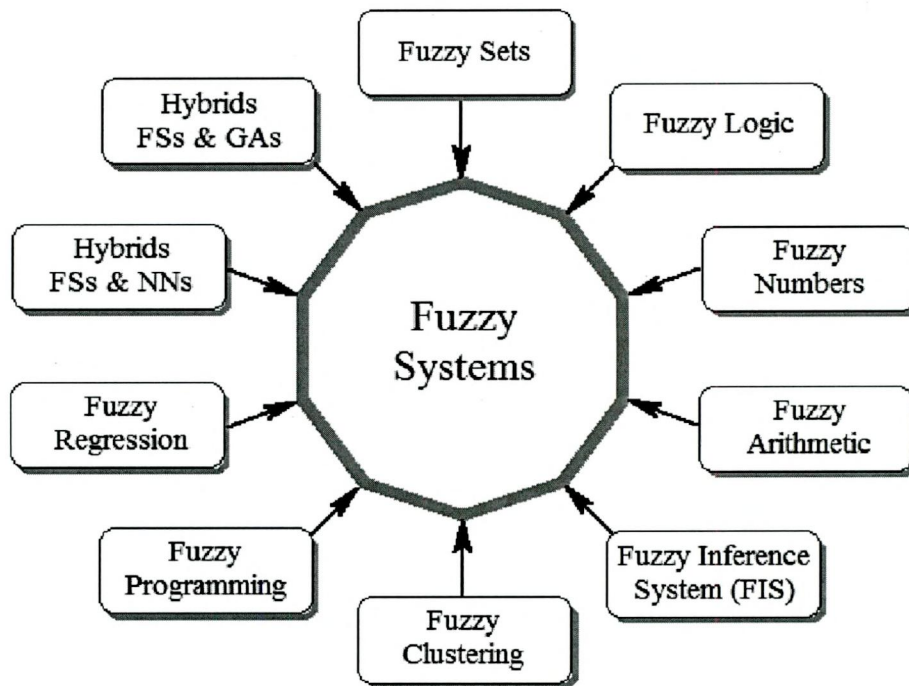 Fuzzy Sets
Hybrids
FSs & GAs
Fuzzy Logic
Hybrids
FSs & NNs
Fuzzy
Numbers
Fuzzy
Systems
Fuzzy
Regression
Fuzzy
Arithmetic
Fuzzy
Programming
Fuzzy Inference
System (FIS)
Fuzzy
Clustering